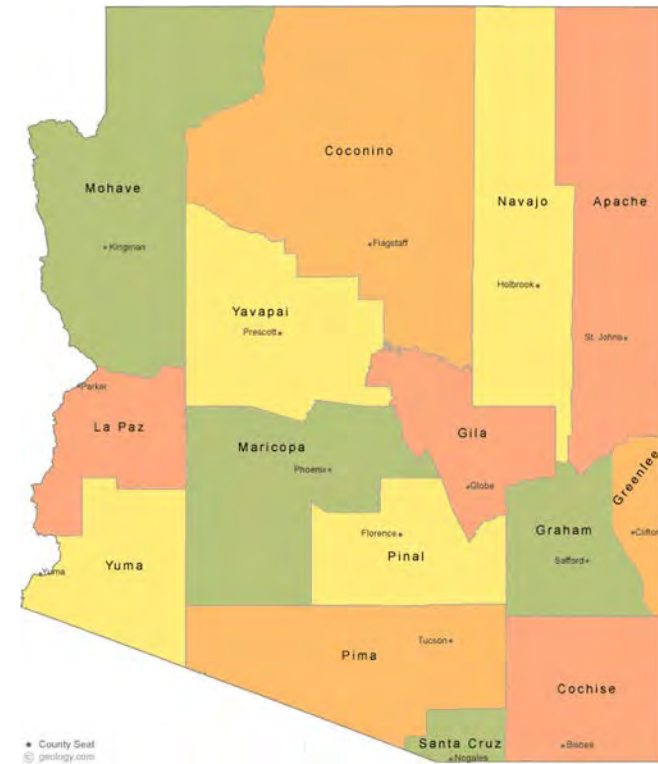 Coconino
Mohave
Navajo
Apache
Flagstaff
Kingman
Holbrook
Yavapai
Prescott
St. Johns
Parker
La Paz
Gila
Maricopa
Phoenix
Globe
Greenlee
Graham
Clifton
Florence
Pinal
Safford
Yuma
Yuma
Tucson
Pima
Cochise
Santa Cruz
Bisbee
Nogales
County Seat
© geology.com